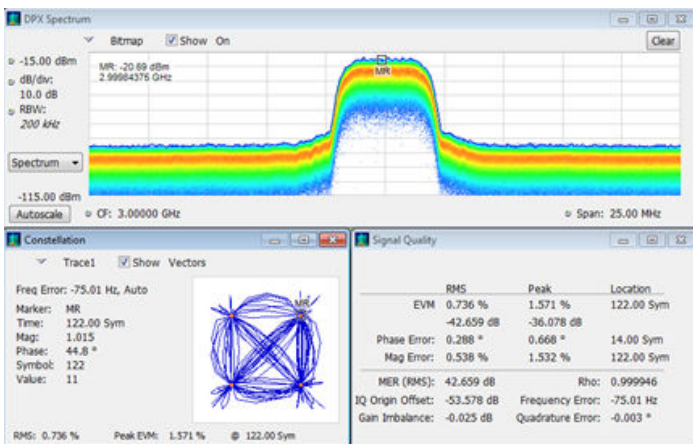 DPX Spectrum
Bitmap Show On Clear
-15.00 dBm
dB/div:
10.0 dB
RBW:
200 kHz
MR: -20.69 dBm
2.99984375 GHz
MR
Spectrum
-115.00 dBm
Autoscale CF: 3.00000 GHz Span: 25.00 MHz
Constellation
Trace1 Show Vectors
Freq Error: -75.01 Hz, Auto
Marker: MR
Time: 122.00 Sym
Mag: 1.015
Phase: 44.8 °
Symbol: 122
Value: 11
MR
RMS: 0.736 % Peak EVM: 1.571 % @ 122.00 Sym
Signal Quality
RMS Peak Location
EVM 0.736 % 1.571 % 122.00 Sym
-42.659 dB -36.078 dB
Phase Error: 0.288 ° 0.668 ° 14.00 Sym
Mag Error: 0.538 % 1.532 % 122.00 Sym
MER (RMS): 42.659 dB Rho: 0.999946
IQ Origin Offset: -53.578 dB Frequency Error: -75.01 Hz
Gain Imbalance: -0.025 dB Quadrature Error: -0.003 °